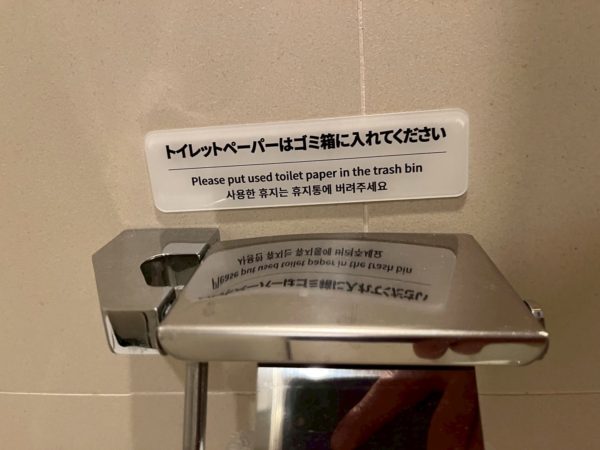 トイレットペーパーはゴミ箱に入れてください
Please put used toilet paper in the trash bin
사용한 휴지는 휴지통에 버려주세요